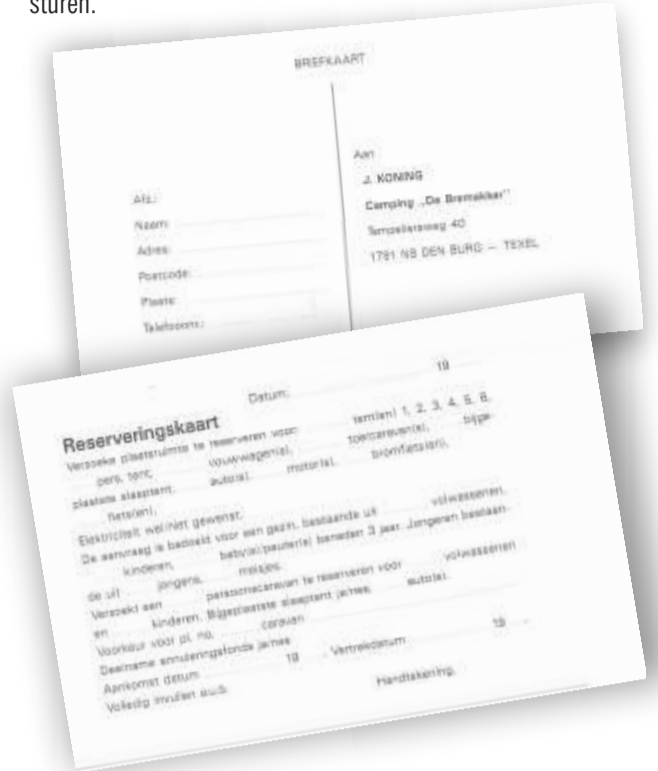 sturen.
BRIEFKAART
Afz.:
Naam:
Adres:
Postcode:
Plaats:
Telefoonnr.:
Aan
J. KONING
Camping „De Bremakker"
Tempeliersweg 40
1791 NB DEN BURG — TEXEL
Datum: 19
Reserveringskaart
Verzoeke plaatsruimte te reserveren voor: tent(en) 1, 2, 3, 4, 5, 6,
pers. tent; vouwwagen(s), toercaravan(s), bijge-
plaatste slaaptent. auto(s). motor(s). bromfiets(en),
fiets(en),
Elektriciteit wel/niet gewenst.
De aanvraag is bedoeld voor een gezin, bestaande uit volwassenen,
kinderen, baby(s)/peuter(s) beneden 3 jaar. Jongeren bestaan-
de uit jongens, meisjes.
Verzoekt een persoonscaravan te reserveren voor volwassenen
en kinderen. Bijgeplaatste slaaptent ja/nee, auto(s).
Voorkeur voor pl. no. caravan
Deelname annuleringsfonds ja/nee
Aankomst datum 19 , Vertrekdatum 19 .
Volledig invullen a.u.b. Handtekening: